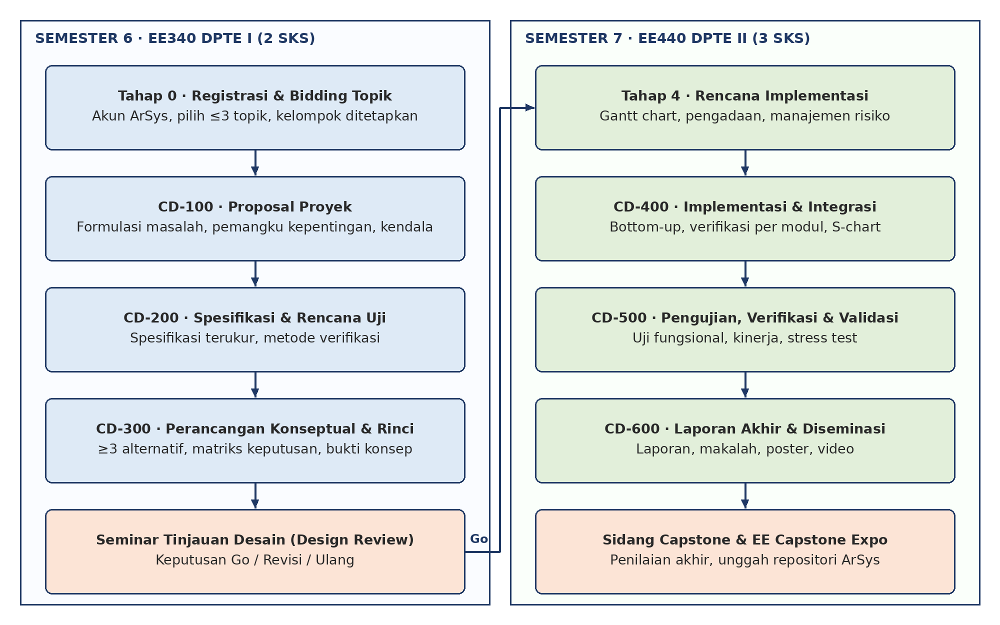 SEMESTER 6 · EE340 DPTE I (2 SKS)
Tahap 0 · Registrasi & Bidding Topik
Akun ArSys, pilih ≤3 topik, kelompok ditetapkan
CD-100 · Proposal Proyek
Formulasi masalah, pemangku kepentingan, kendala
CD-200 · Spesifikasi & Rencana Uji
Spesifikasi terukur, metode verifikasi
CD-300 · Perancangan Konseptual & Rinci
≥3 alternatif, matriks keputusan, bukti konsep
Seminar Tinjauan Desain (Design Review)
Keputusan Go / Revisi / Ulang
Go
SEMESTER 7 · EE440 DPTE II (3 SKS)
Tahap 4 · Rencana Implementasi
Gantt chart, pengadaan, manajemen risiko
CD-400 · Implementasi & Integrasi
Bottom-up, verifikasi per modul, S-chart
CD-500 · Pengujian, Verifikasi & Validasi
Uji fungsional, kinerja, stress test
CD-600 · Laporan Akhir & Diseminasi
Laporan, makalah, poster, video
Sidang Capstone & EE Capstone Expo
Penilaian akhir, unggah repositori ArSys